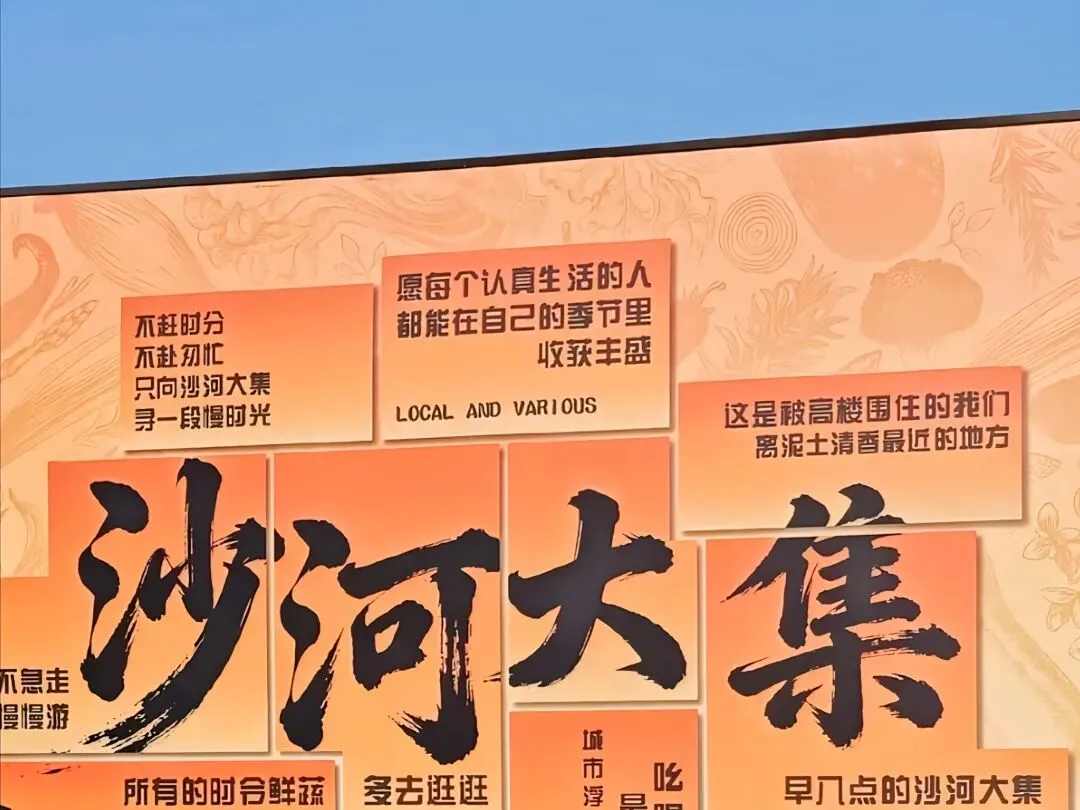 不赶时分
不赴匆忙
只向沙河大集
寻一段慢时光
愿每个认真生活的人
都能在自己的季节里
收获丰盛
LOCAL AND VARIOUS
这是被高楼围住的我们
离泥土清香最近的地方
沙河大集
不急走
慢慢游
所有的时令鲜蔬
多去逛逛
城市浮
吆
早八点的沙河大集